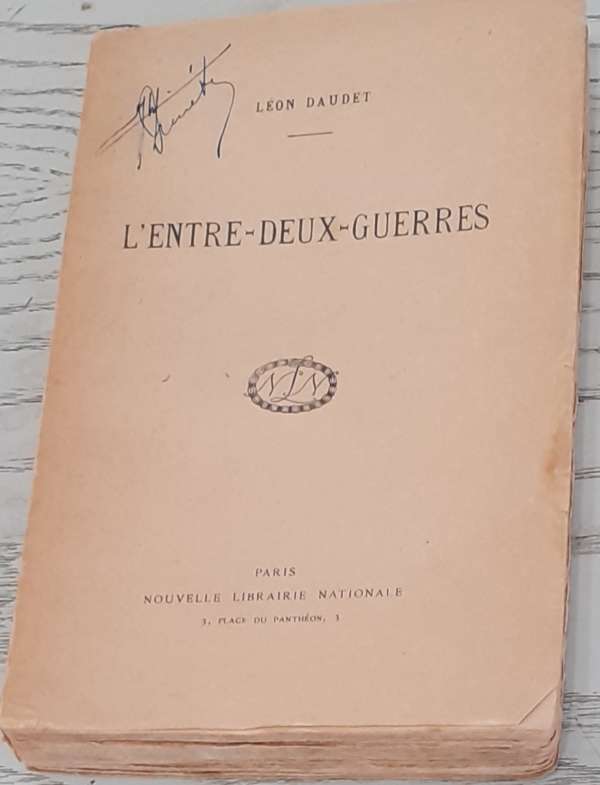 LÉON DAUDET
L'ENTRE-DEUX-GUERRES
NLN
PARIS
NOUVELLE LIBRAIRIE NATIONALE
3, PLACE DU PANTHÉON, 3